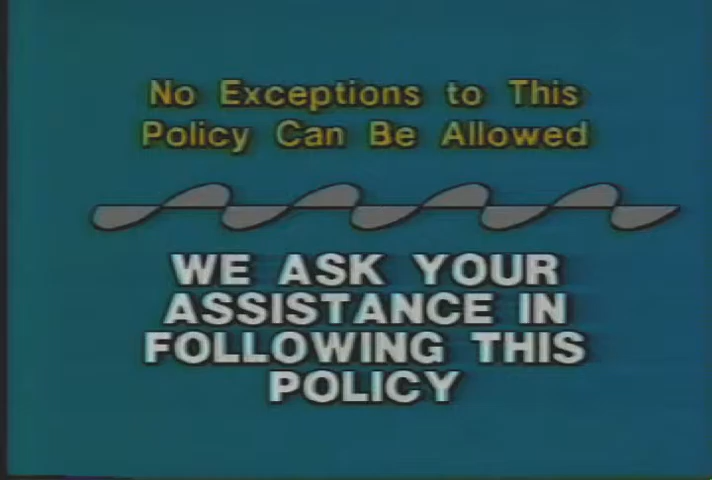 No Exceptions to This
Policy Can Be Allowed
WE ASK YOUR
ASSISTANCE IN
FOLLOWING THIS
POLICY